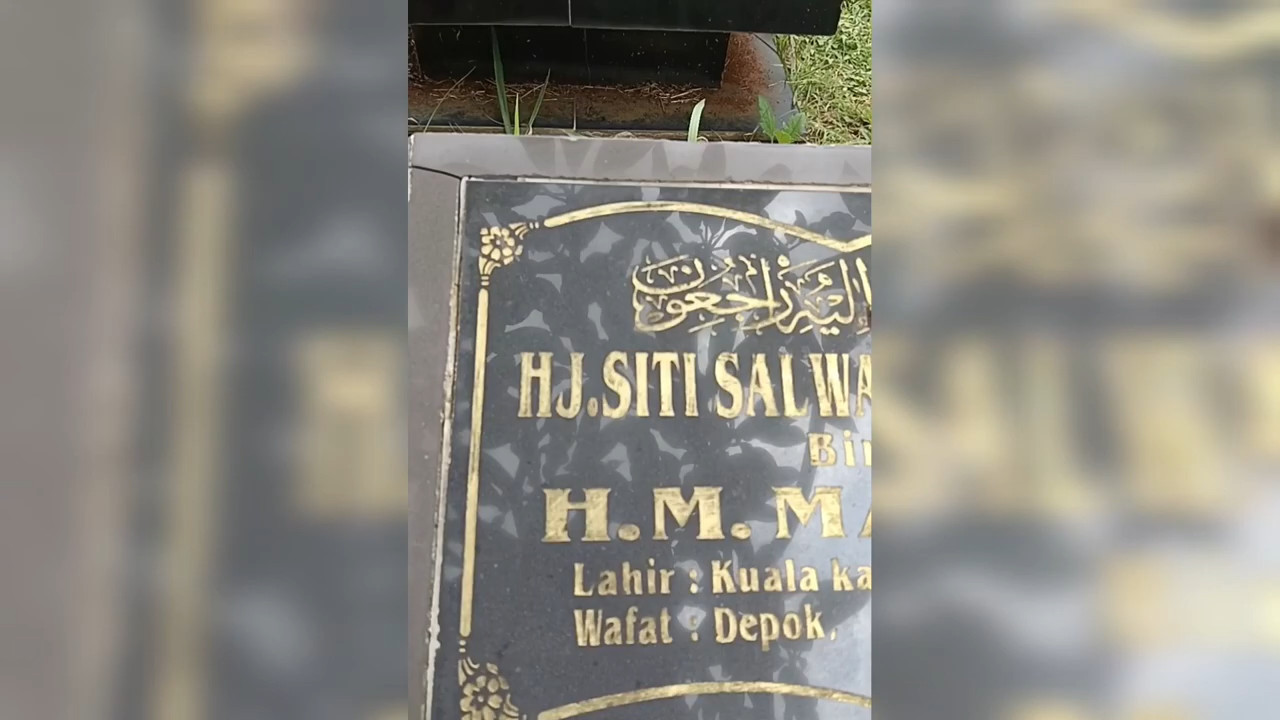 اليه راجعون
HJ.SITI SALWA
Bin
H.M. MA
Lahir : Kuala ka
Wafat : Depok,